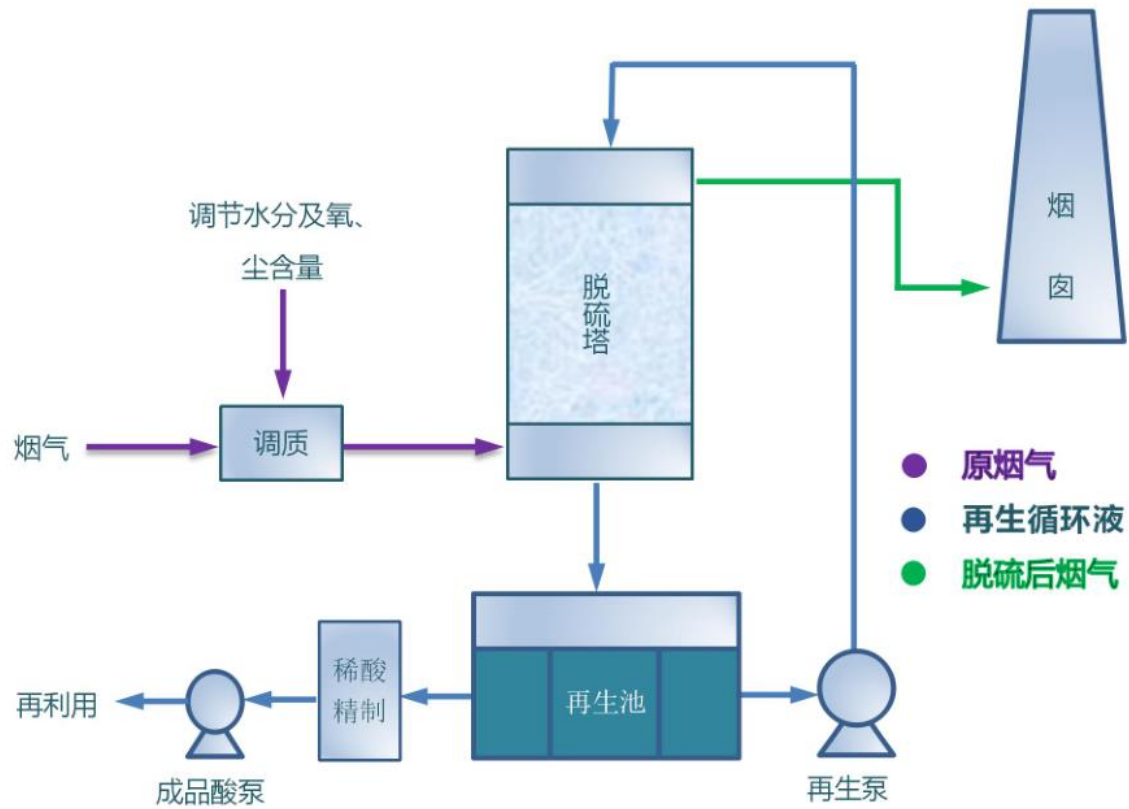 调节水分及氧、
尘含量
脱硫塔
烟囱
烟气
调质
原烟气
再生循环液
脱硫后烟气
稀酸
精制
再生池
再利用
成品酸泵
再生泵